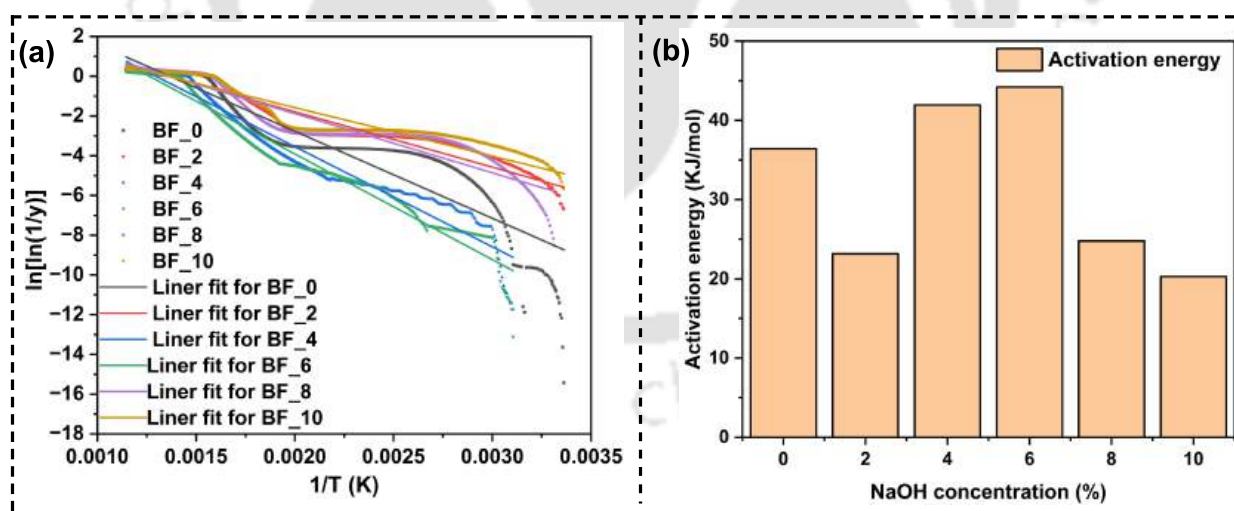 (a)
ln[ln(1/y)]
2
0
−2
−4
−6
−8
−10
−12
−14
−16
−18
BF_0
BF_2
BF_4
BF_6
BF_8
BF_10
Liner fit for BF_0
Liner fit for BF_2
Liner fit for BF_4
Liner fit for BF_6
Liner fit for BF_8
Liner fit for BF_10
0.0010 0.0015 0.0020 0.0025 0.0030 0.0035
1/T (K)
(b)
Activation energy (KJ/mol)
50
40
30
20
10
0
Activation energy
0 2 4 6 8 10
NaOH concentration (%)